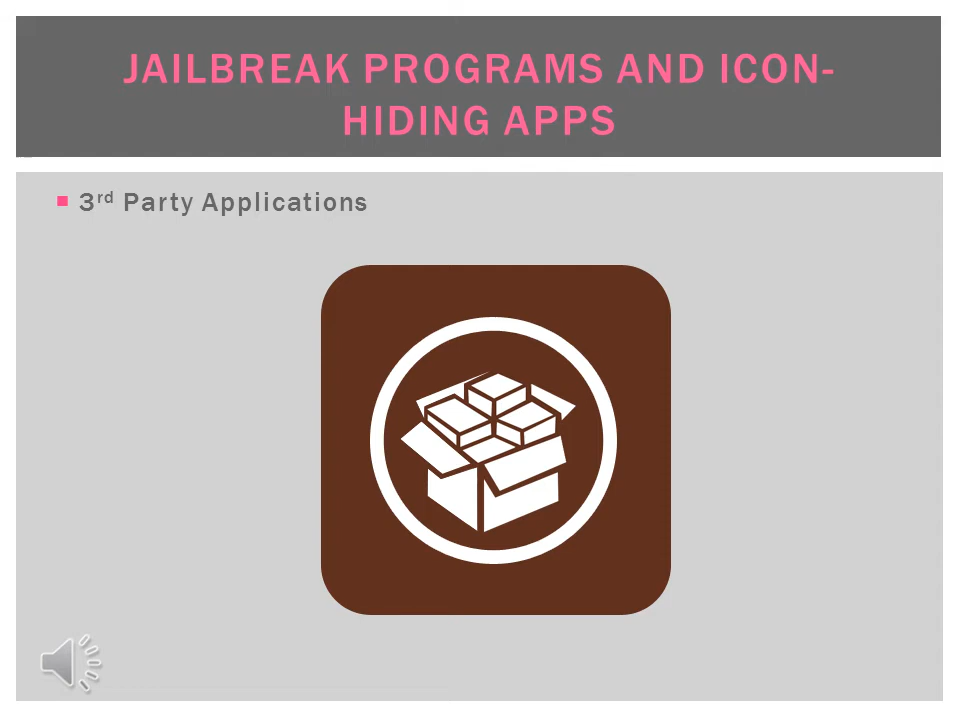 JAILBREAK PROGRAMS AND ICON-
HIDING APPS
3rd Party Applications